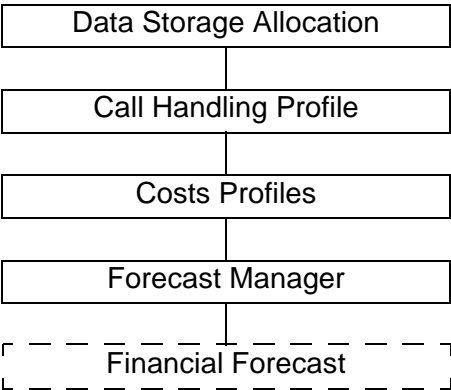 Data Storage Allocation
Call Handling Profile
Costs Profiles
Forecast Manager
Financial Forecast